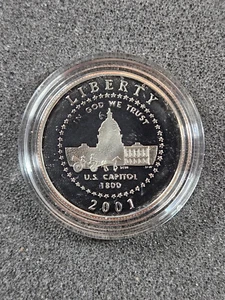 LIBERTY
IN GOD WE TRUST
U.S. CAPITOL
1800
2001